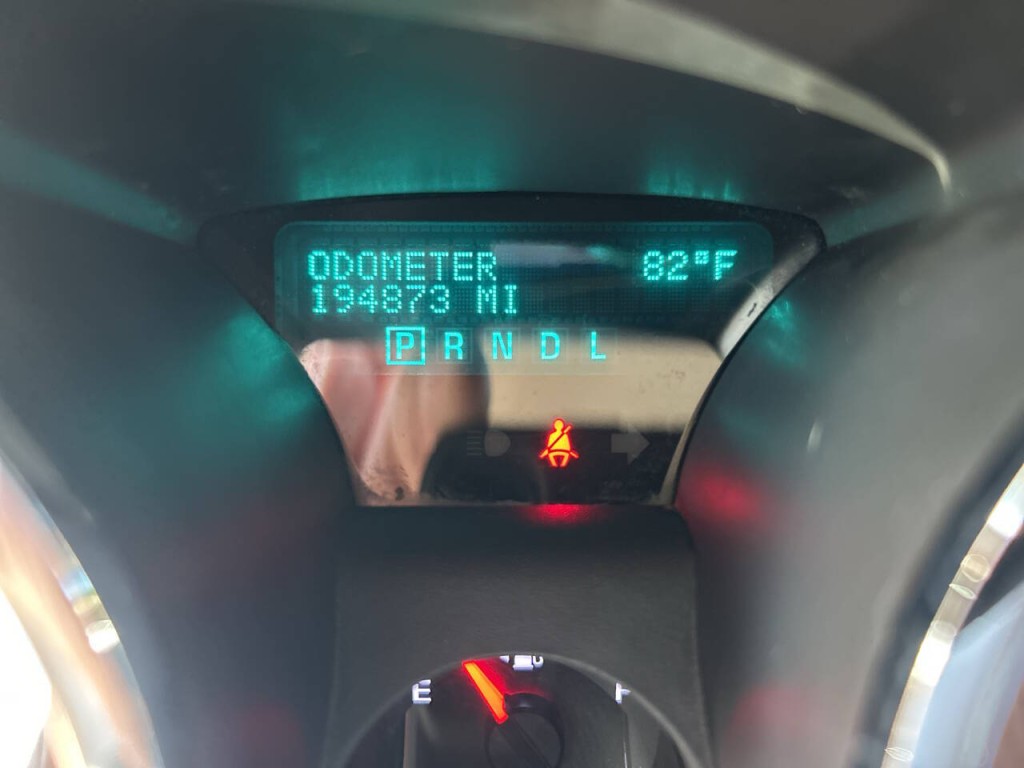 ODOMETER 82°F
194873 MI
P R N D L
E F